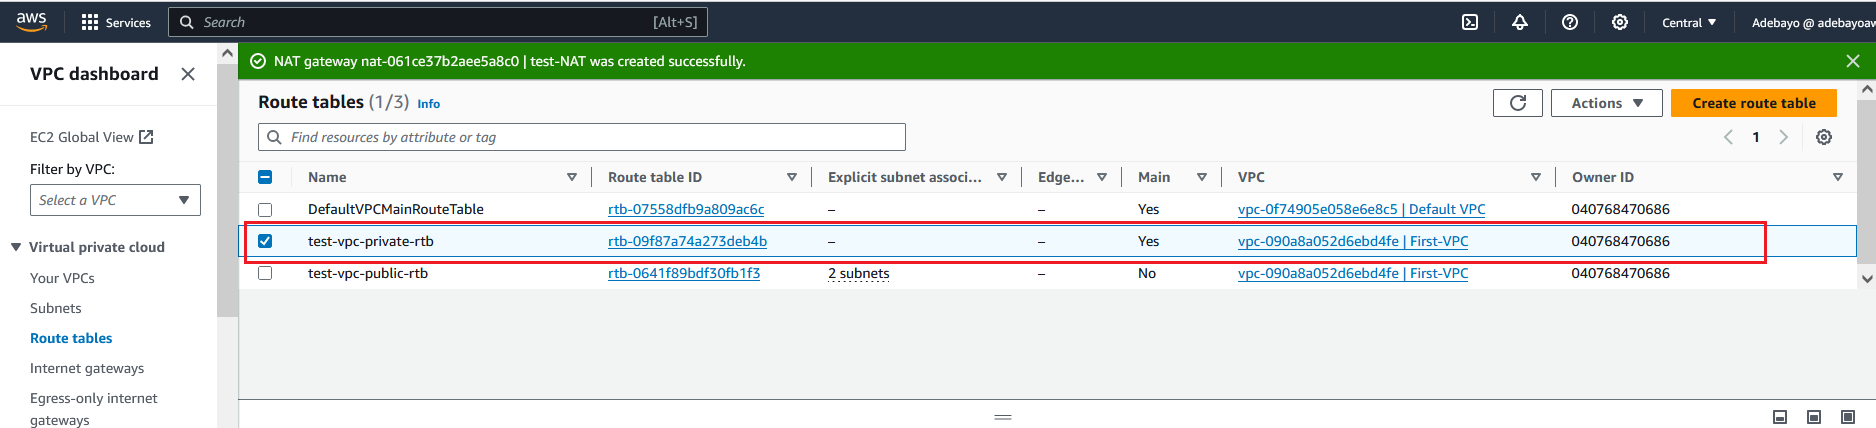 aws
Services
Search [Alt+S]
Central
Adebayo @ adebayoaw
VPC dashboard
EC2 Global View
Filter by VPC:
Select a VPC
Virtual private cloud
Your VPCs
Subnets
Route tables
Internet gateways
Egress-only internet
gateways
NAT gateway nat-061ce37b2aee5a8c0 | test-NAT was created successfully.
Route tables (1/3) Info
Actions
Create route table
Find resources by attribute or tag
1
Name Route table ID Explicit subnet associ... Edge... Main VPC Owner ID
DefaultVPCMainRouteTable rtb-07558dfb9a809ac6c – – Yes vpc-0f74905e058e6e8c5 | Default VPC 040768470686
test-vpc-private-rtb rtb-09f87a74a273deb4b – – Yes vpc-090a8a052d6ebd4fe | First-VPC 040768470686
test-vpc-public-rtb rtb-0641f89bdf30fb1f3 2 subnets – No vpc-090a8a052d6ebd4fe | First-VPC 040768470686